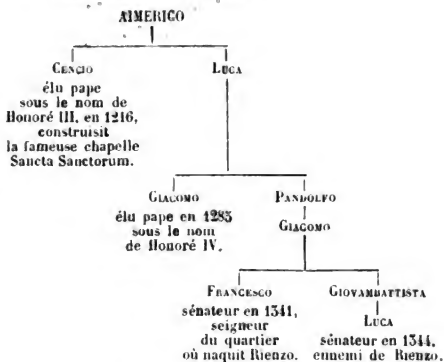 AIMERICO
CENCIO LUCA
élu pape
sous le nom de
Honoré III, en 1216,
construisit
la fameuse chapelle
Sancta Sanctorum.
GIACOMO PANDOLFO
élu pape en 1285
sous le nom
de Honoré IV.
GIACOMO
FRANCESCO GIOVAMBATTISTA
sénateur en 1341,
seigneur
du quartier
où naquit Rienzo.
LUCA
sénateur en 1344,
ennemi de Rienzo.